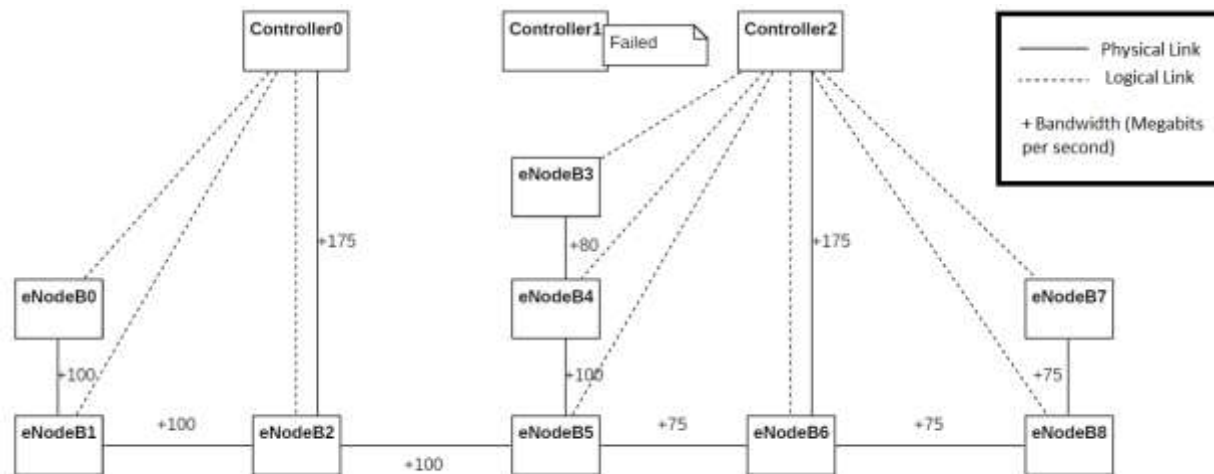 Controller0
Controller1
Failed
Controller2
Physical Link
Logical Link
+ Bandwidth (Megabits
per second)
eNodeB3
+175
+80
+175
eNodeB0
eNodeB4
eNodeB7
+100
+100
+75
eNodeB1
+100
eNodeB2
+100
eNodeB5
+75
eNodeB6
+75
eNodeB8